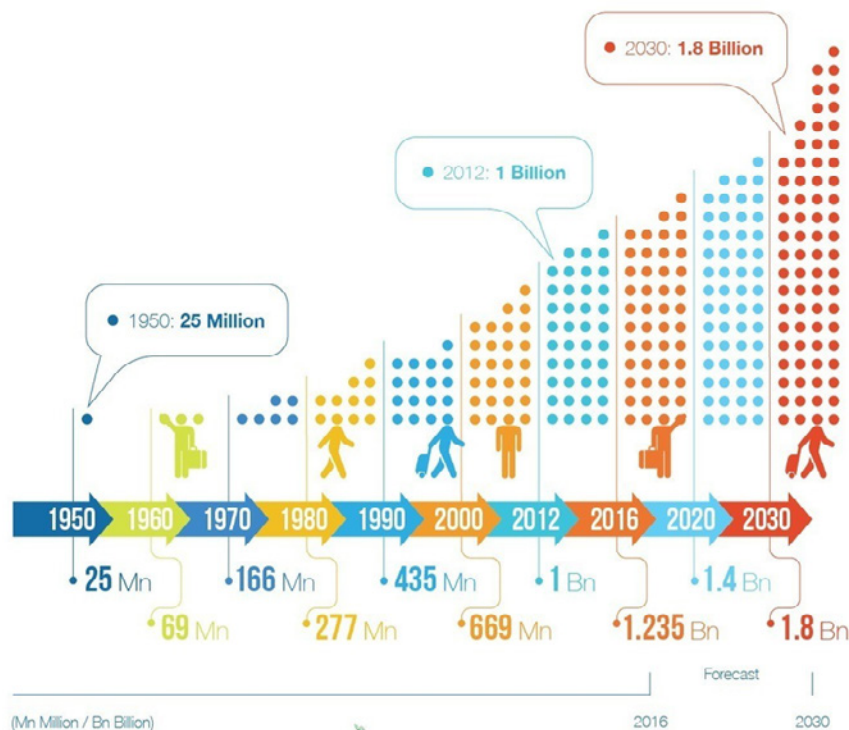 2030: 1.8 Billion
2012: 1 Billion
1950: 25 Million
1950 1960 1970 1980 1990 2000 2012 2016 2020 2030
25 Mn 166 Mn 435 Mn 1 Bn 1.4 Bn
69 Mn 277 Mn 669 Mn 1.235 Bn 1.8 Bn
Forecast
(Mn Million / Bn Billion) 2016 2030